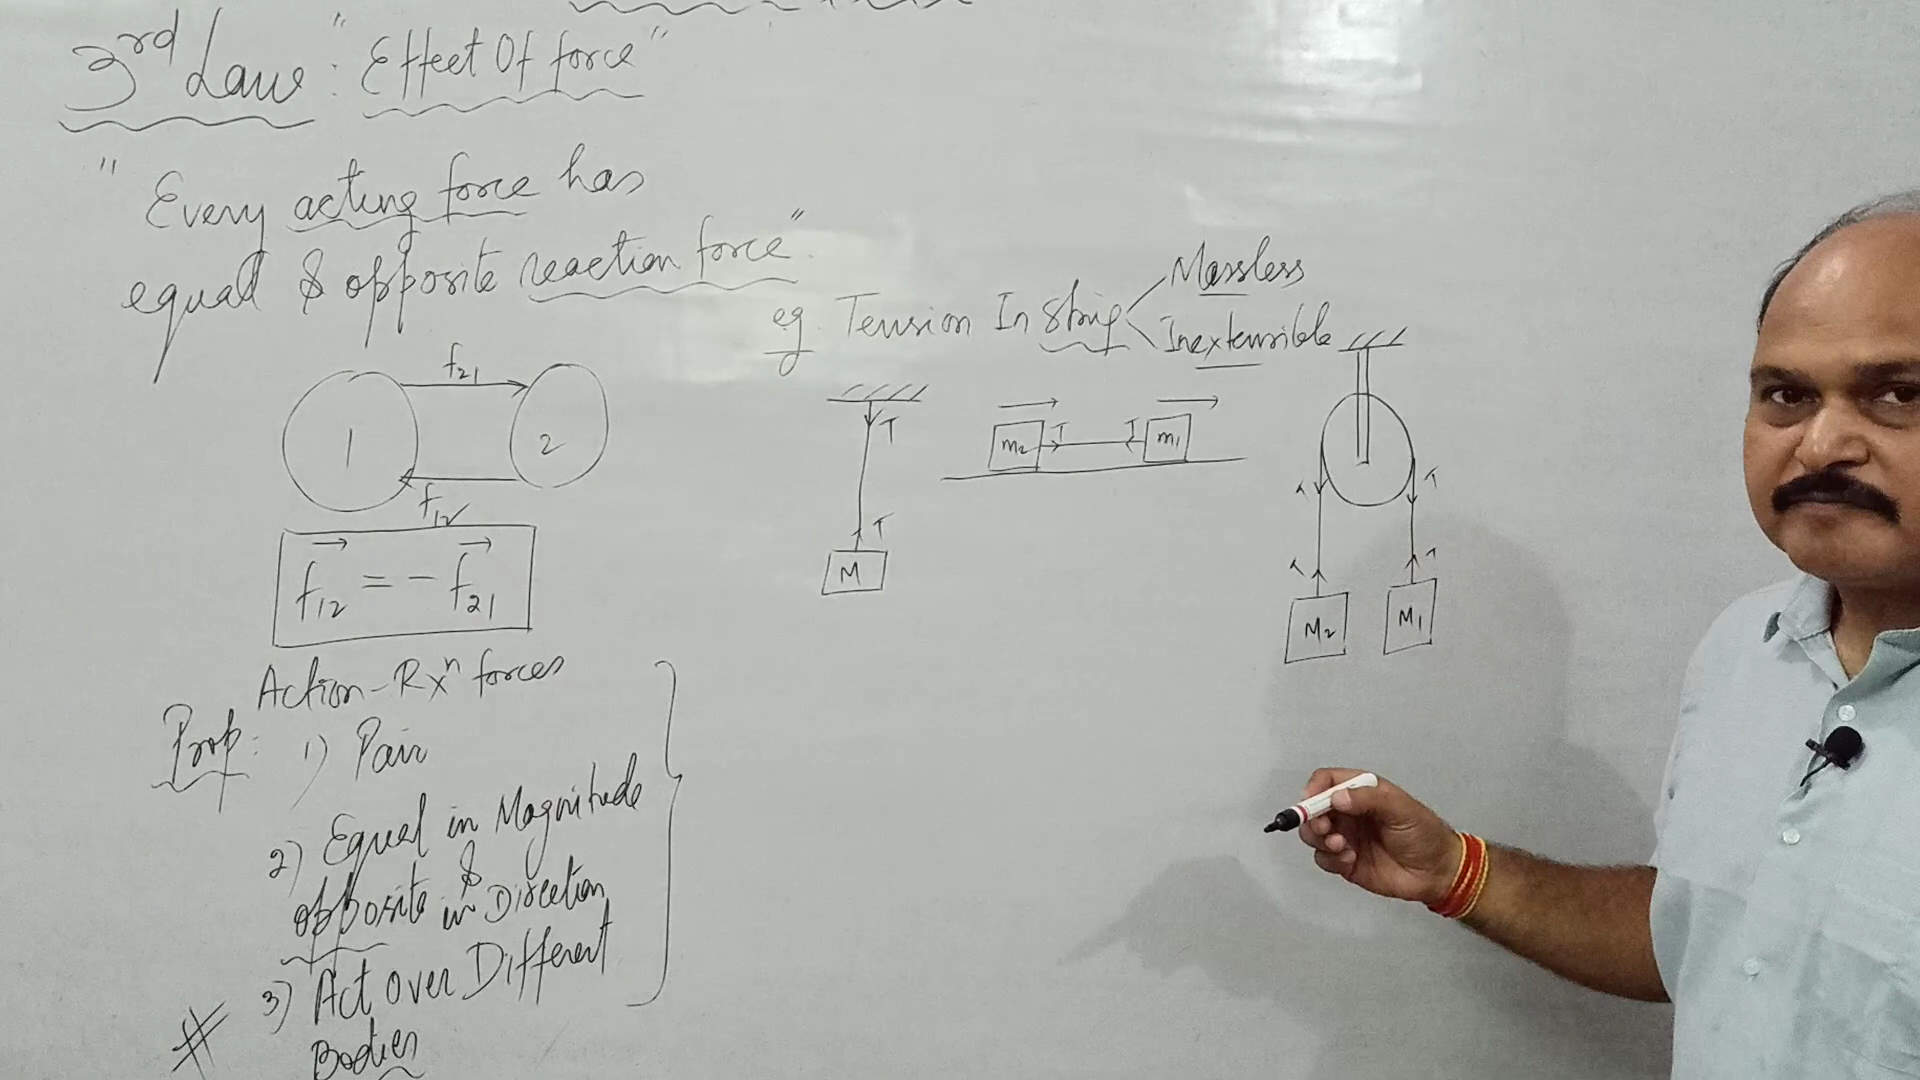 3rd Law: "Effect Of force"
" Every acting force has
equal & opposite reaction force"
f21
1
2
f12
f12 = - f21
Action-Rxn forces
Prop: 1) Pair
2) Equal in Magnitude
&
opposite in Direction
3) Act over Different
Bodies
#
eg. Tension In string
Massless
Inextensible
T
T
M
m2
T
T
m1
T
T
T
T
M2
M1